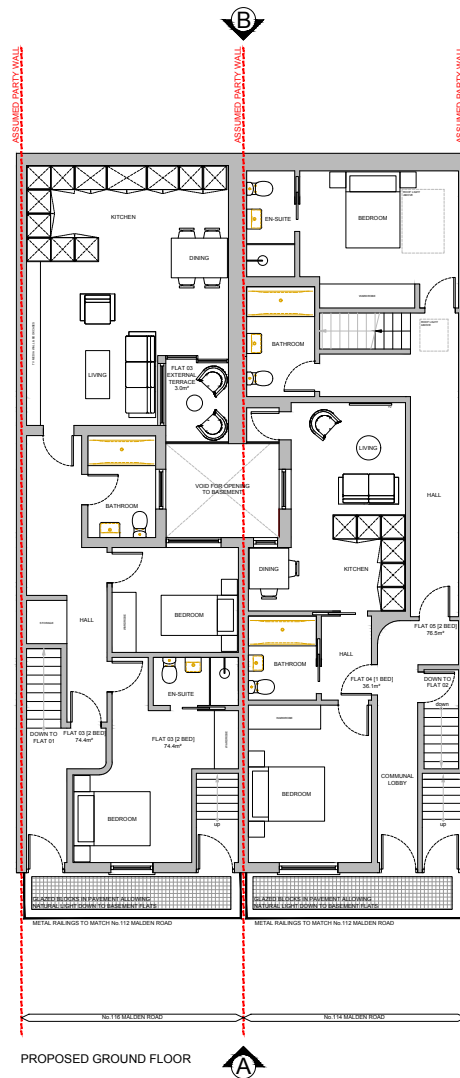 B
ASSUMED PARTY WALL
ASSUMED PARTY WALL
ASSUMED PARTY WALL
KITCHEN
DINING
LIVING
FLAT 03
EXTERNAL
TERRACE
3.0m²
EN-SUITE
BEDROOM
BATHROOM
VOID FOR OPENING
TO BASEMENT
BATHROOM
LIVING
HALL
DINING
KITCHEN
BEDROOM
HALL
FLAT 05 [2 BED]
76.5m²
BATHROOM
HALL
EN-SUITE
FLAT 04 [1 BED]
36.1m²
DOWN TO
FLAT 02
down
DOWN TO
FLAT 01
FLAT 03 [2 BED]
74.4m²
FLAT 03 [2 BED]
74.4m²
BEDROOM
BEDROOM
COMMUNAL
LOBBY
up
up
GLAZED BLOCKS IN PAVEMENT ALLOWING
NATURAL LIGHT DOWN TO BASEMENT FLATS
GLAZED BLOCKS IN PAVEMENT ALLOWING
NATURAL LIGHT DOWN TO BASEMENT FLATS
METAL RAILINGS TO MATCH No.112 MALDEN ROAD
METAL RAILINGS TO MATCH No.112 MALDEN ROAD
No.116 MALDEN ROAD
No.114 MALDEN ROAD
PROPOSED GROUND FLOOR
A